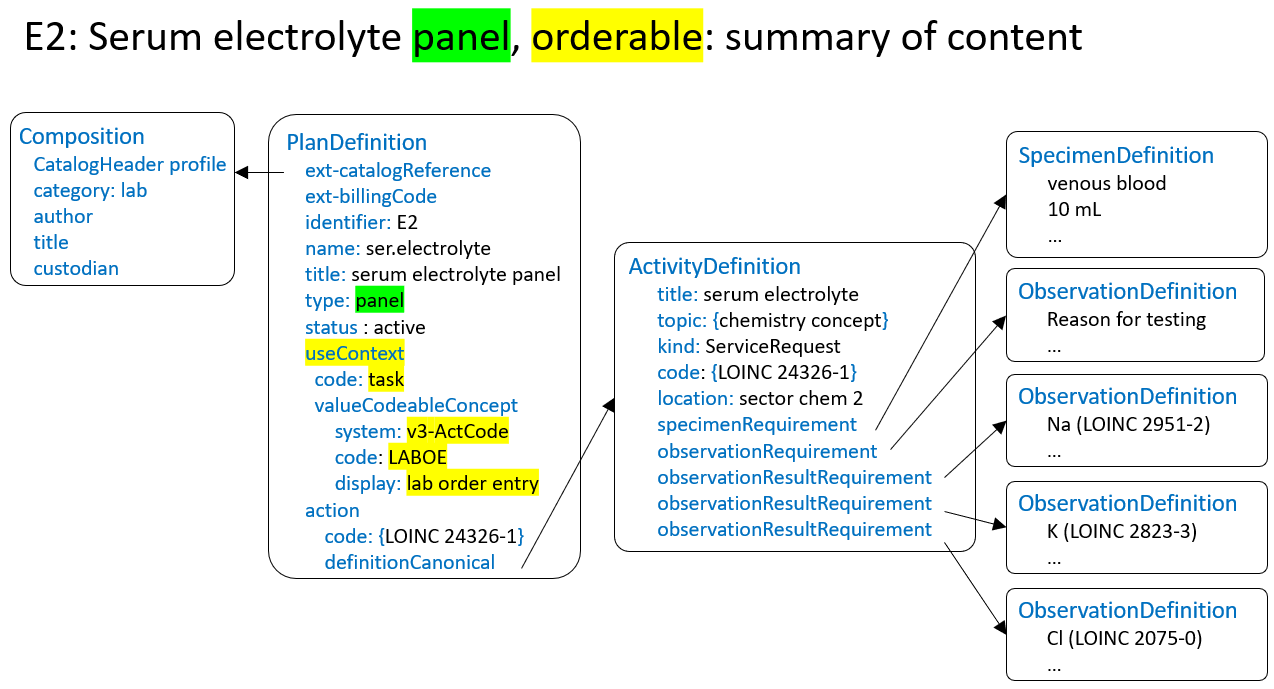 E2: Serum electrolyte panel, orderable: summary of content
Composition
CatalogHeader profile
category: lab
author
title
custodian
PlanDefinition
ext-catalogReference
ext-billingCode
identifier: E2
name: ser.electrolyte
title: serum electrolyte panel
type: panel
status : active
useContext
code: task
valueCodeableConcept
system: v3-ActCode
code: LABOE
display: lab order entry
action
code: {LOINC 24326-1}
definitionCanonical
ActivityDefinition
title: serum electrolyte
topic: {chemistry concept}
kind: ServiceRequest
code: {LOINC 24326-1}
location: sector chem 2
specimenRequirement
observationRequirement
observationResultRequirement
observationResultRequirement
observationResultRequirement
SpecimenDefinition
venous blood
10 mL
...
ObservationDefinition
Reason for testing
...
ObservationDefinition
Na (LOINC 2951-2)
...
ObservationDefinition
K (LOINC 2823-3)
...
ObservationDefinition
Cl (LOINC 2075-0)
...